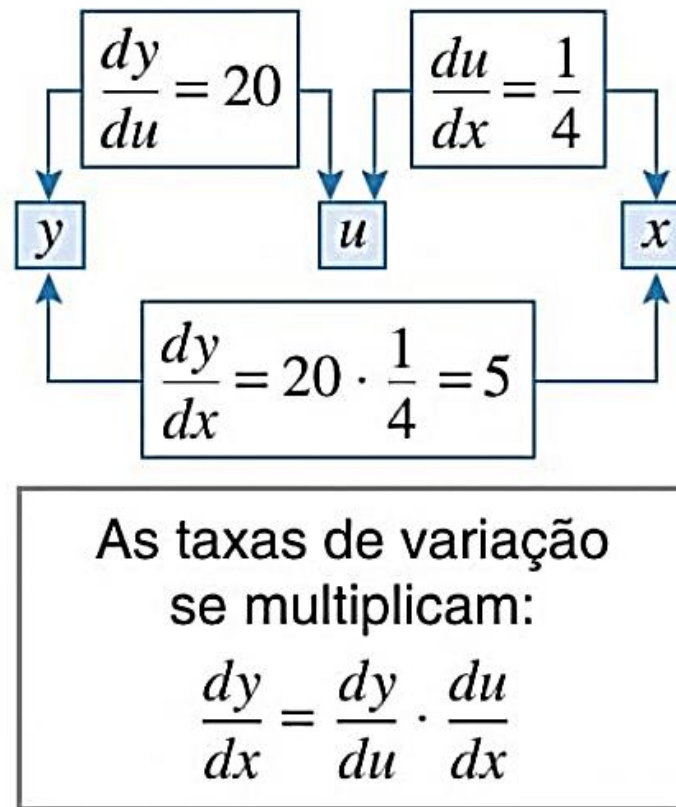 dy/du = 20
du/dx = 1/4
y
u
x
dy/dx = 20 · 1/4 = 5
As taxas de variação
se multiplicam:
dy/dx = dy/du · du/dx